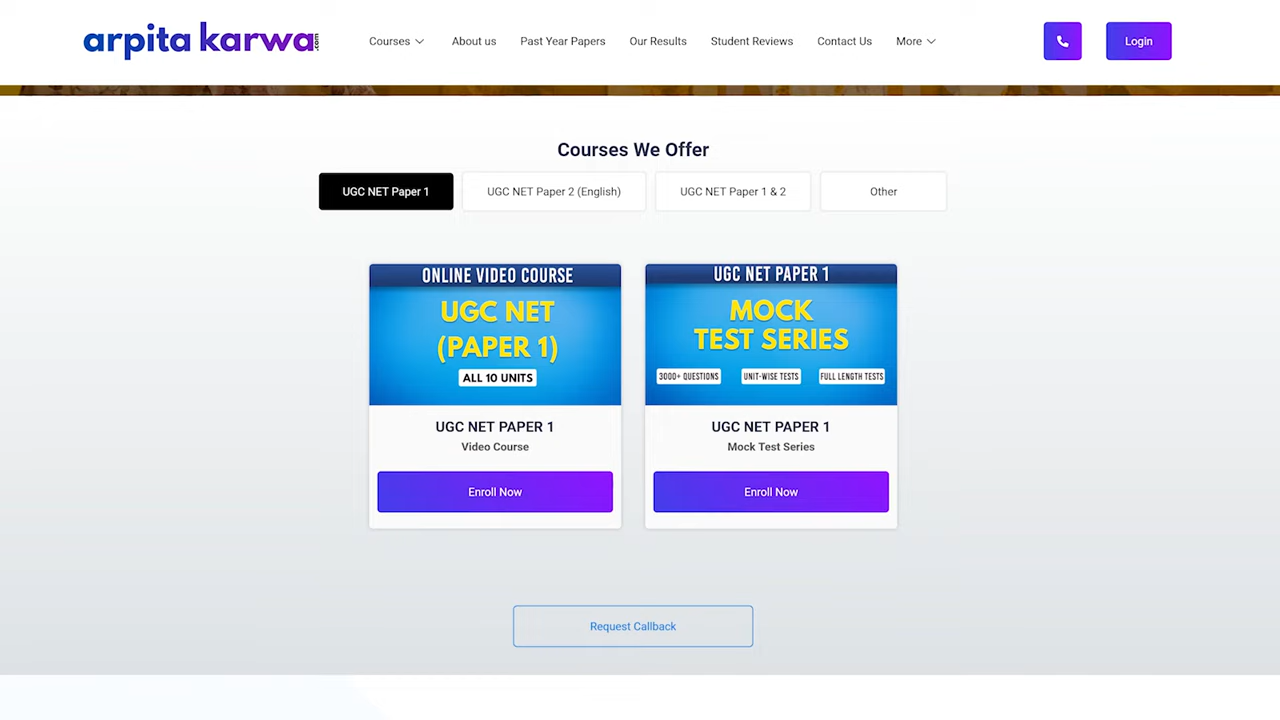 arpita karwa.com
Courses
About us
Past Year Papers
Our Results
Student Reviews
Contact Us
More
Login
Courses We Offer
UGC NET Paper 1
UGC NET Paper 2 (English)
UGC NET Paper 1 & 2
Other
ONLINE VIDEO COURSE
UGC NET
(PAPER 1)
ALL 10 UNITS
UGC NET PAPER 1
Video Course
Enroll Now
UGC NET PAPER 1
MOCK
TEST SERIES
3000+ QUESTIONS
UNIT-WISE TESTS
FULL LENGTH TESTS
UGC NET PAPER 1
Mock Test Series
Enroll Now
Request Callback